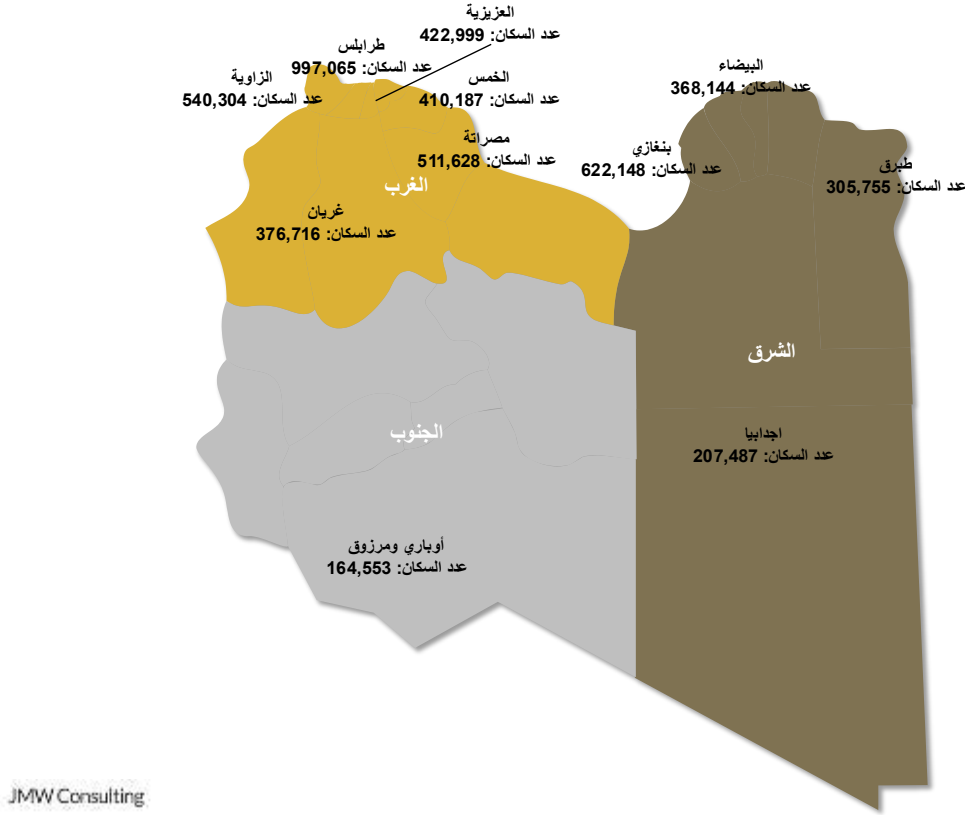 العزيزية
عدد السكان: 422,999
طرابلس
عدد السكان: 997,065
الزاوية
عدد السكان: 540,304
الخمس
عدد السكان: 410,187
البيضاء
عدد السكان: 368,144
مصراتة
عدد السكان: 511,628
بنغازي
عدد السكان: 622,148
طبرق
عدد السكان: 305,755
الغرب
غريان
عدد السكان: 376,716
الشرق
الجنوب
اجدابيا
عدد السكان: 207,487
أوباري ومرزوق
عدد السكان: 164,553
JMW Consulting